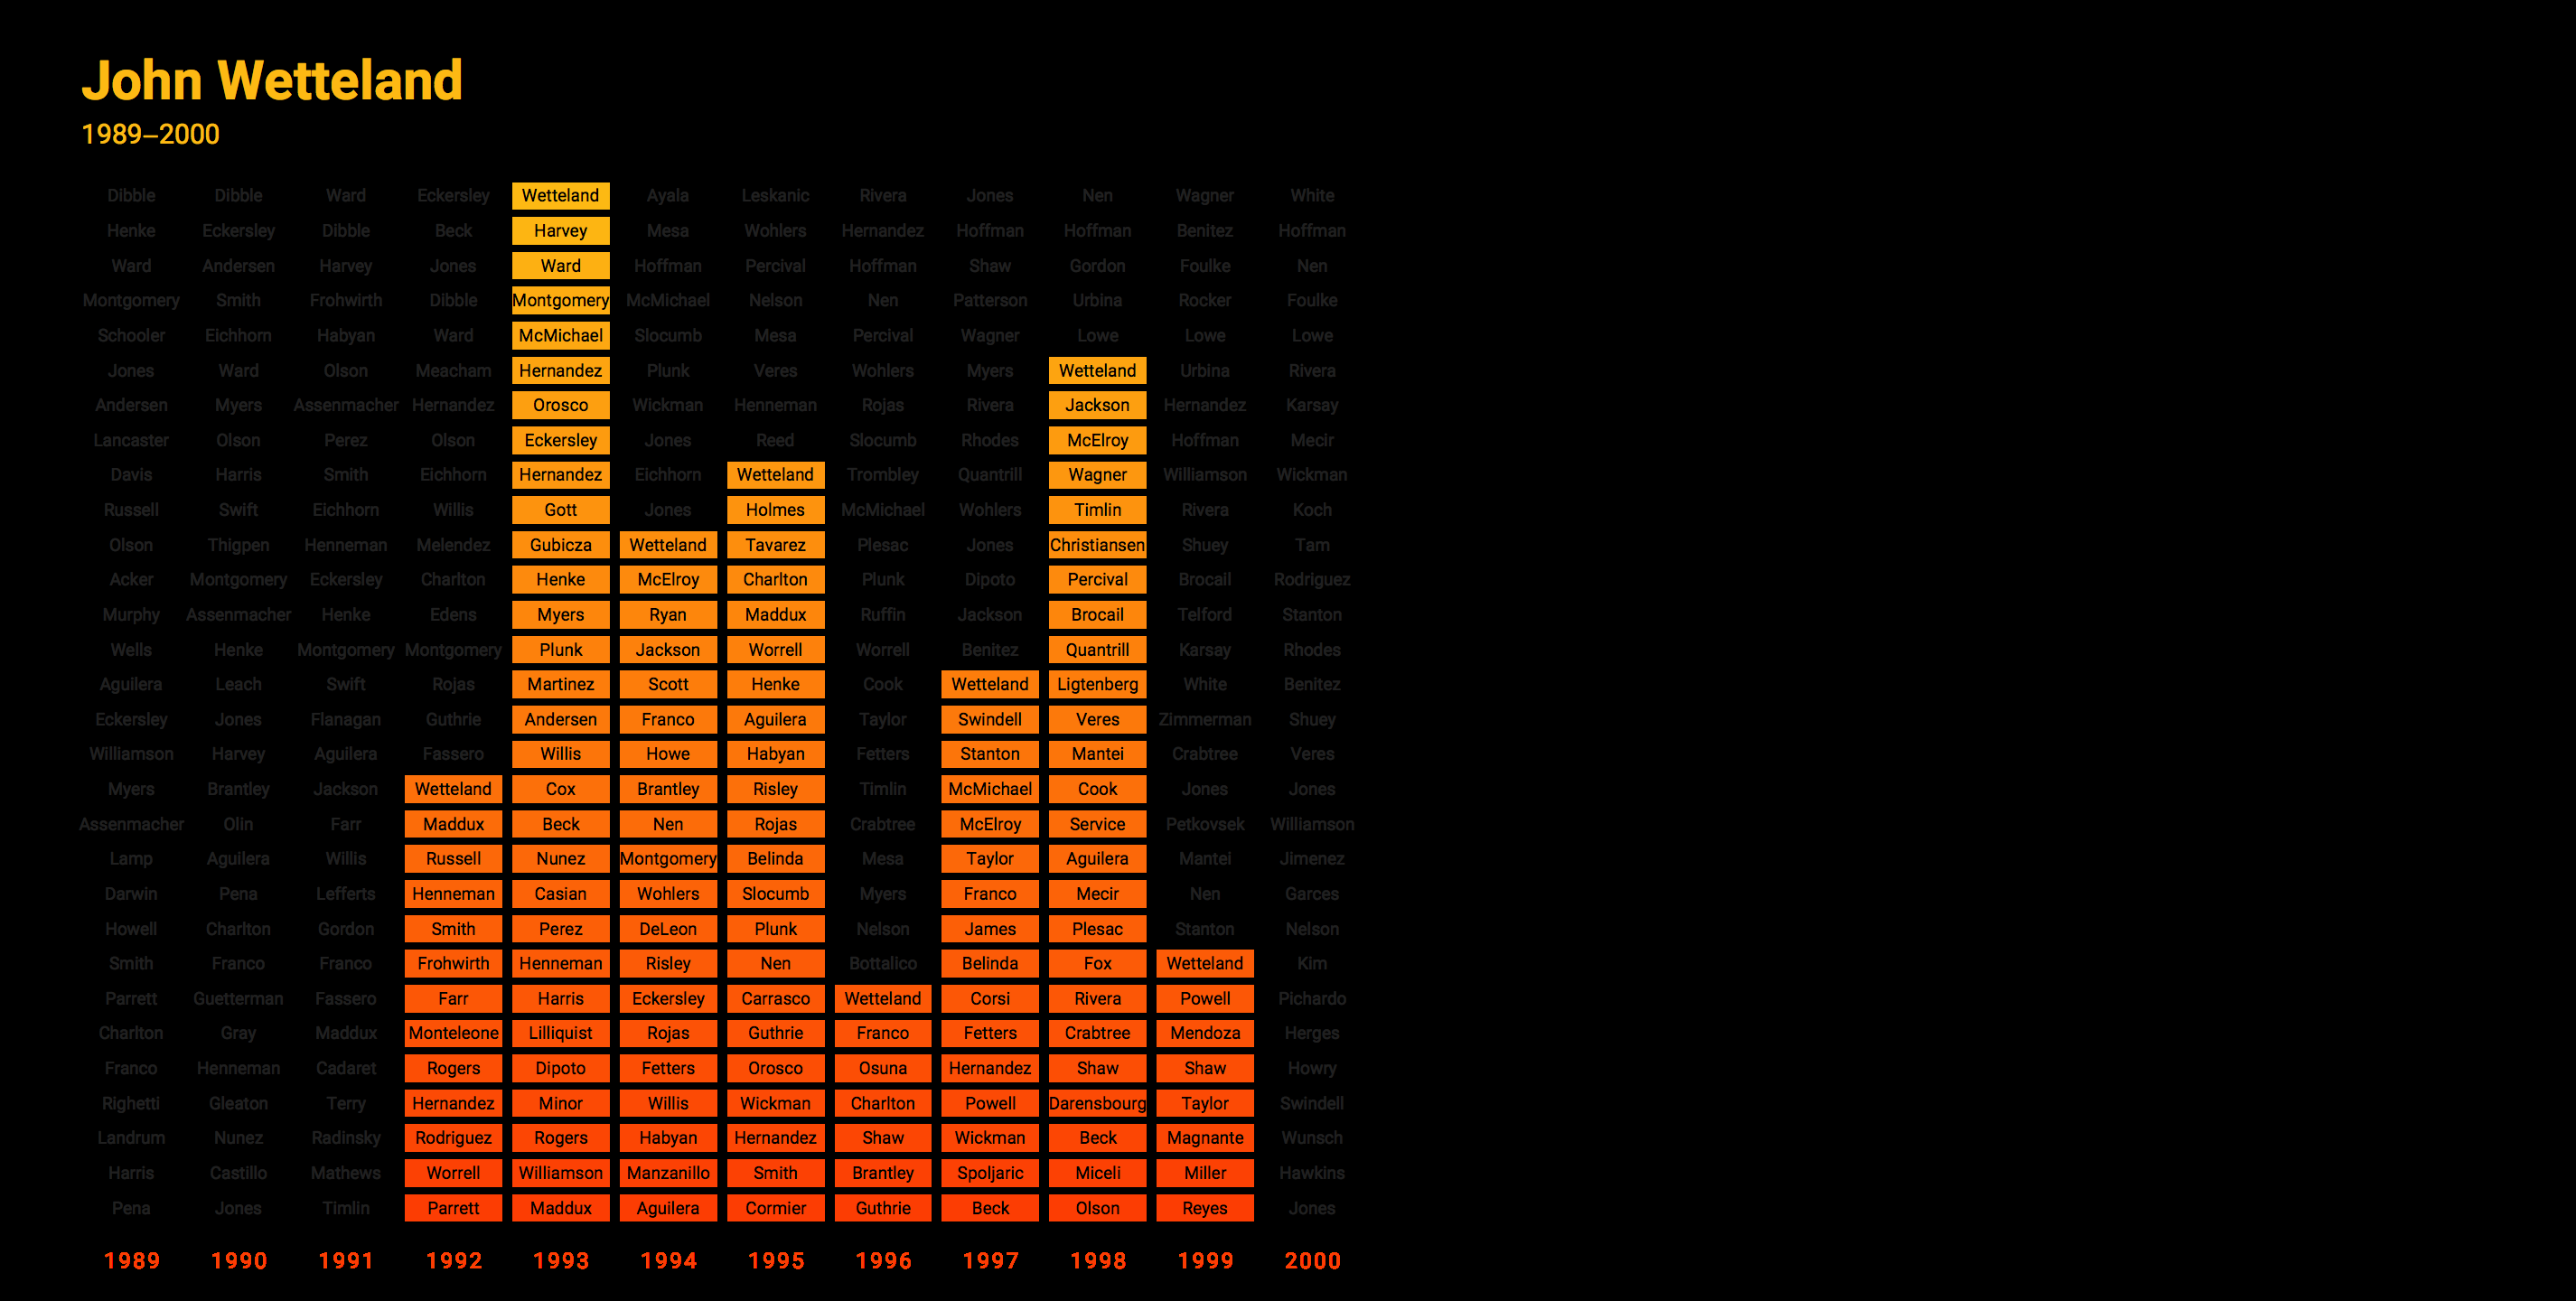 John Wetteland
1989–2000
Dibble Dibble Ward Eckersley Wetteland Ayala Leskanic Rivera Jones Nen Wagner White
Henke Eckersley Dibble Beck Harvey Mesa Wohlers Hernandez Hoffman Hoffman Benitez Hoffman
Ward Andersen Harvey Jones Ward Hoffman Percival Hoffman Shaw Gordon Foulke Nen
Montgomery Smith Frohwirth Dibble Montgomery McMichael Nelson Nen Patterson Urbina Rocker Foulke
Schooler Eichhorn Habyan Ward McMichael Slocumb Mesa Percival Wagner Lowe Lowe Lowe
Jones Ward Olson Meacham Hernandez Plunk Veres Wohlers Myers Wetteland Urbina Rivera
Andersen Myers Assenmacher Hernandez Orosco Wickman Henneman Rojas Rivera Jackson Hernandez Karsay
Lancaster Olson Perez Olson Eckersley Jones Reed Slocumb Rhodes McElroy Hoffman Mecir
Davis Harris Smith Eichhorn Hernandez Eichhorn Wetteland Trombley Quantrill Wagner Williamson Wickman
Russell Swift Eichhorn Willis Gott Jones Holmes McMichael Wohlers Timlin Rivera Koch
Olson Thigpen Henneman Melendez Gubicza Wetteland Tavarez Plesac Jones Christiansen Shuey Tam
Acker Montgomery Eckersley Charlton Henke McElroy Charlton Plunk Dipoto Percival Brocail Rodriguez
Murphy Assenmacher Henke Edens Myers Ryan Maddux Ruffin Jackson Brocail Telford Stanton
Wells Henke Montgomery Montgomery Plunk Jackson Worrell Worrell Benitez Quantrill Karsay Rhodes
Aguilera Leach Swift Rojas Martinez Scott Henke Cook Wetteland Ligtenberg White Benitez
Eckersley Jones Flanagan Guthrie Andersen Franco Aguilera Taylor Swindell Veres Zimmerman Shuey
Williamson Harvey Aguilera Fassero Willis Howe Habyan Fetters Stanton Mantei Crabtree Veres
Myers Brantley Jackson Wetteland Cox Brantley Risley Timlin McMichael Cook Jones Jones
Assenmacher Olin Farr Maddux Beck Nen Rojas Crabtree McElroy Service Petkovsek Williamson
Lamp Aguilera Willis Russell Nunez Montgomery Belinda Mesa Taylor Aguilera Mantei Jimenez
Darwin Pena Lefferts Henneman Casian Wohlers Slocumb Myers Franco Mecir Nen Garces
Howell Charlton Gordon Smith Perez DeLeon Plunk Nelson James Plesac Stanton Nelson
Smith Franco Franco Frohwirth Henneman Risley Nen Bottalico Belinda Fox Wetteland Kim
Parrett Guetterman Fassero Farr Harris Eckersley Carrasco Wetteland Corsi Rivera Powell Pichardo
Charlton Gray Maddux Monteleone Lilliquist Rojas Guthrie Franco Fetters Crabtree Mendoza Herges
Franco Henneman Cadaret Rogers Dipoto Fetters Orosco Osuna Hernandez Shaw Shaw Howry
Righetti Gleaton Terry Hernandez Minor Willis Wickman Charlton Powell Darensbourg Taylor Swindell
Landrum Nunez Radinsky Rodriguez Rogers Habyan Hernandez Shaw Wickman Beck Magnante Wunsch
Harris Castillo Mathews Worrell Williamson Manzanillo Smith Brantley Spoljaric Miceli Miller Hawkins
Pena Jones Timlin Parrett Maddux Aguilera Cormier Guthrie Beck Olson Reyes Jones
1989 1990 1991 1992 1993 1994 1995 1996 1997 1998 1999 2000